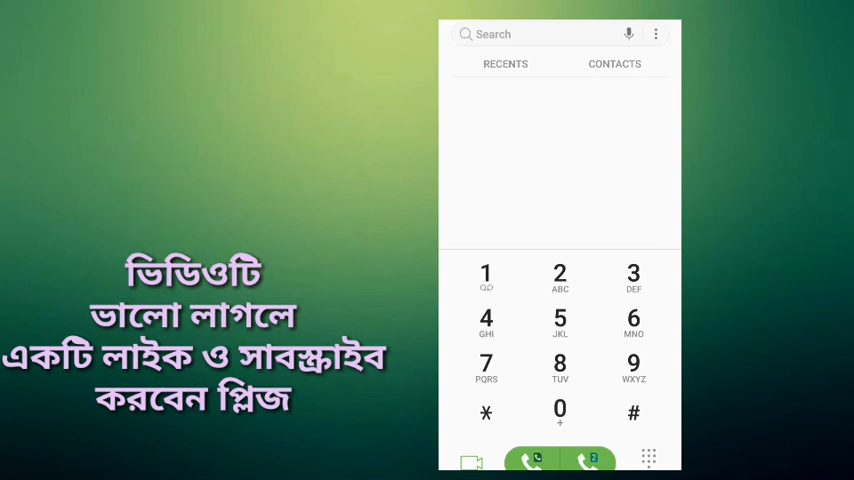 Search
RECENTS CONTACTS
ভিডিওটি
ভালো লাগলে
একটি লাইক ও সাবস্ক্রাইব
করবেন প্লিজ
1 2 3
ABC DEF
4 5 6
GHI JKL MNO
7 8 9
PQRS TUV WXYZ
* 0 #
+
2